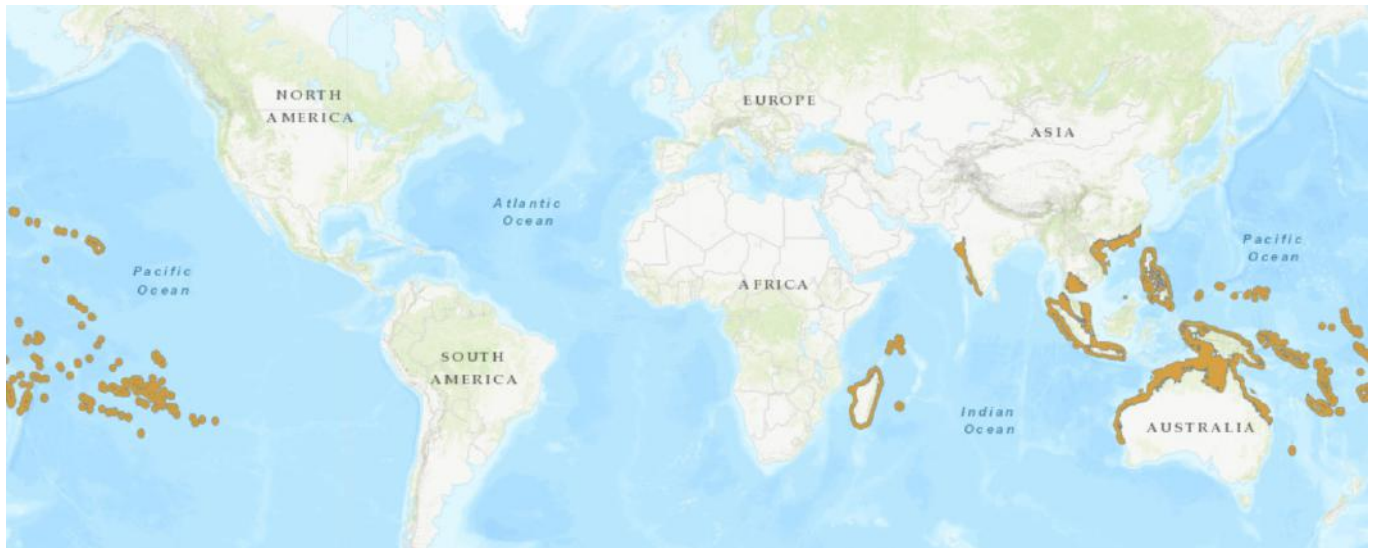 NORTH
AMERICA
EUROPE
ASIA
Atlantic
Ocean
Pacific
Ocean
Pacific
Ocean
AFRICA
SOUTH
AMERICA
Indian
Ocean
AUSTRALIA